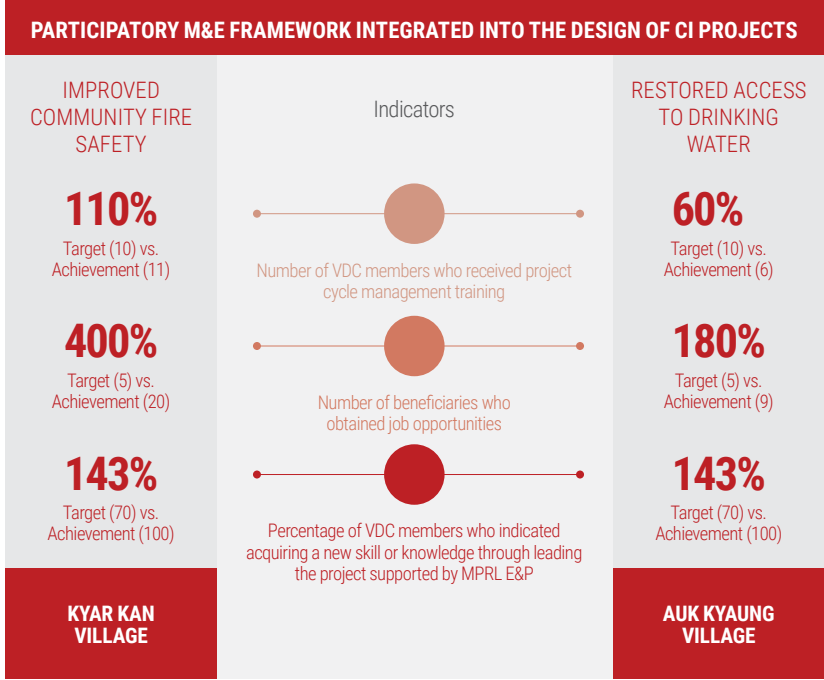 PARTICIPATORY M&E FRAMEWORK INTEGRATED INTO THE DESIGN OF CI PROJECTS
IMPROVED
COMMUNITY FIRE
SAFETY
110%
Target (10) vs.
Achievement (11)
400%
Target (5) vs.
Achievement (20)
143%
Target (70) vs.
Achievement (100)
KYAR KAN
VILLAGE
Indicators
Number of VDC members who received project
cycle management training
Number of beneficiaries who
obtained job opportunities
Percentage of VDC members who indicated
acquiring a new skill or knowledge through leading
the project supported by MPRL E&P
RESTORED ACCESS
TO DRINKING
WATER
60%
Target (10) vs.
Achievement (6)
180%
Target (5) vs.
Achievement (9)
143%
Target (70) vs.
Achievement (100)
AUK KYAUNG
VILLAGE